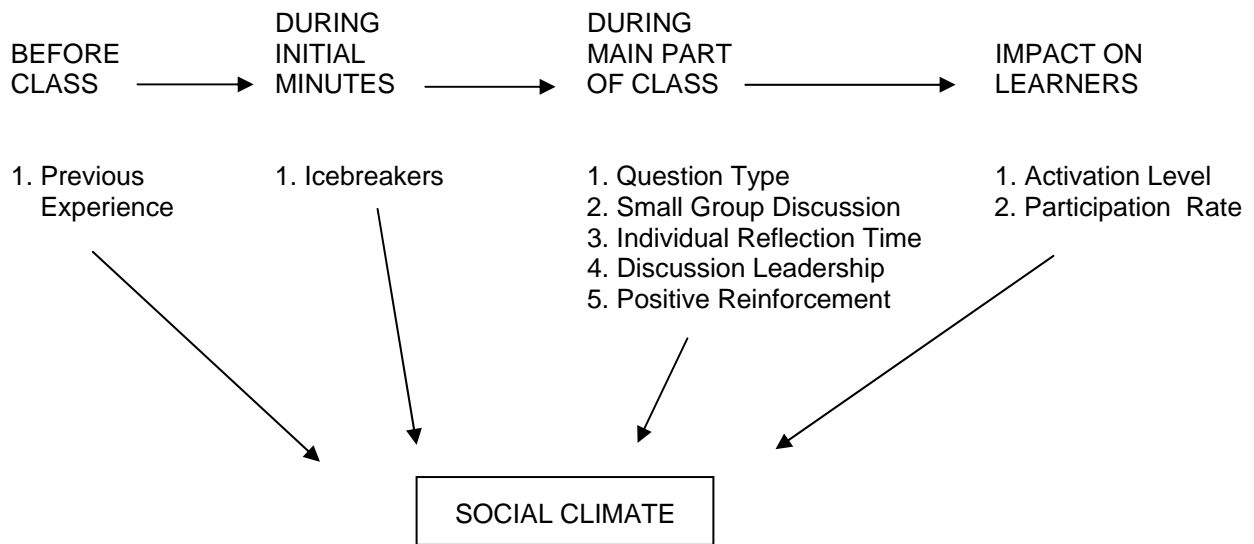 BEFORE
CLASS
DURING
INITIAL
MINUTES
DURING
MAIN PART
OF CLASS
IMPACT ON
LEARNERS
1. Previous
Experience
1. Icebreakers
1. Question Type
2. Small Group Discussion
3. Individual Reflection Time
4. Discussion Leadership
5. Positive Reinforcement
1. Activation Level
2. Participation Rate
SOCIAL CLIMATE